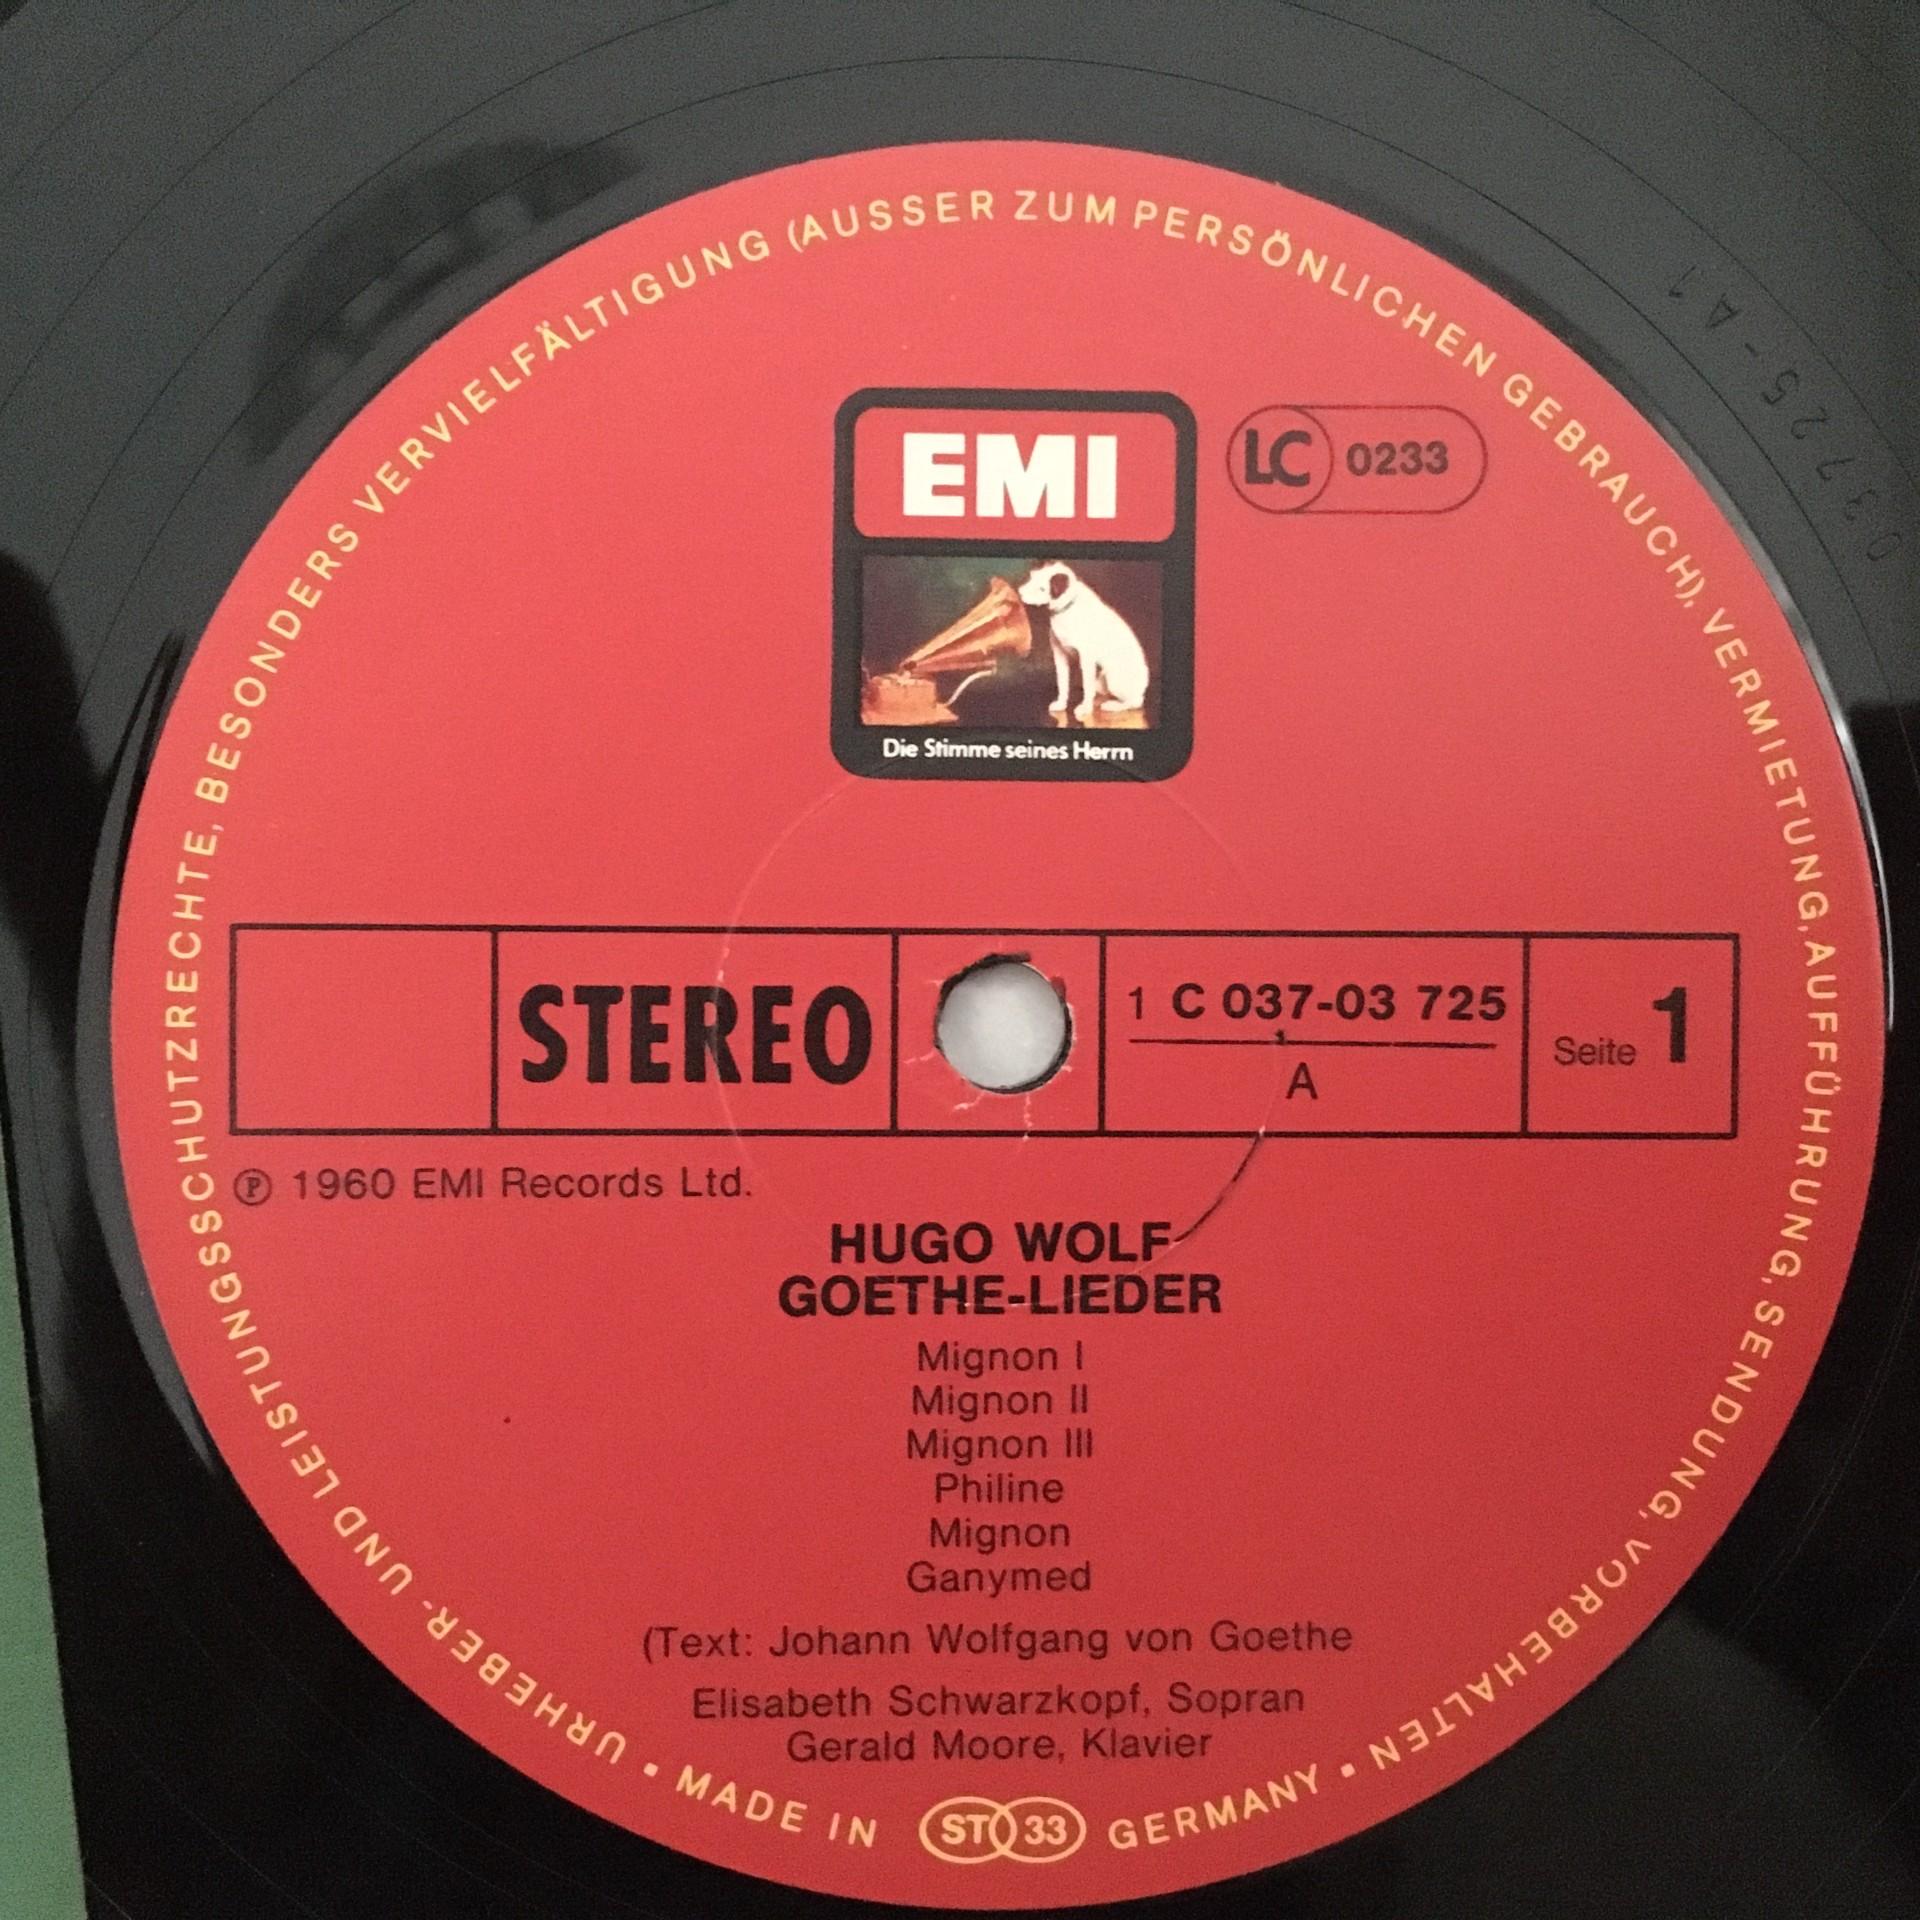 EMI
LC 0233
Die Stimme seines Herrn
STEREO
1 C 037-03 725
A
Seite 1
Ⓟ 1960 EMI Records Ltd.
HUGO WOLF
GOETHE-LIEDER
Mignon I
Mignon II
Mignon III
Philine
Mignon
Ganymed
(Text: Johann Wolfgang von Goethe
Elisabeth Schwarzkopf, Sopran
Gerald Moore, Klavier
URHEBER- UND LEISTUNGSSCHUTZRECHTE, BESONDERS VERVIELFÄLTIGUNG (AUSSER ZUM PERSÖNLICHEN GEBRAUCH), VERMIETUNG, AUFFÜHRUNG, SENDUNG, VORBEHALTEN •
• MADE IN ST 33 GERMANY
03725-A1